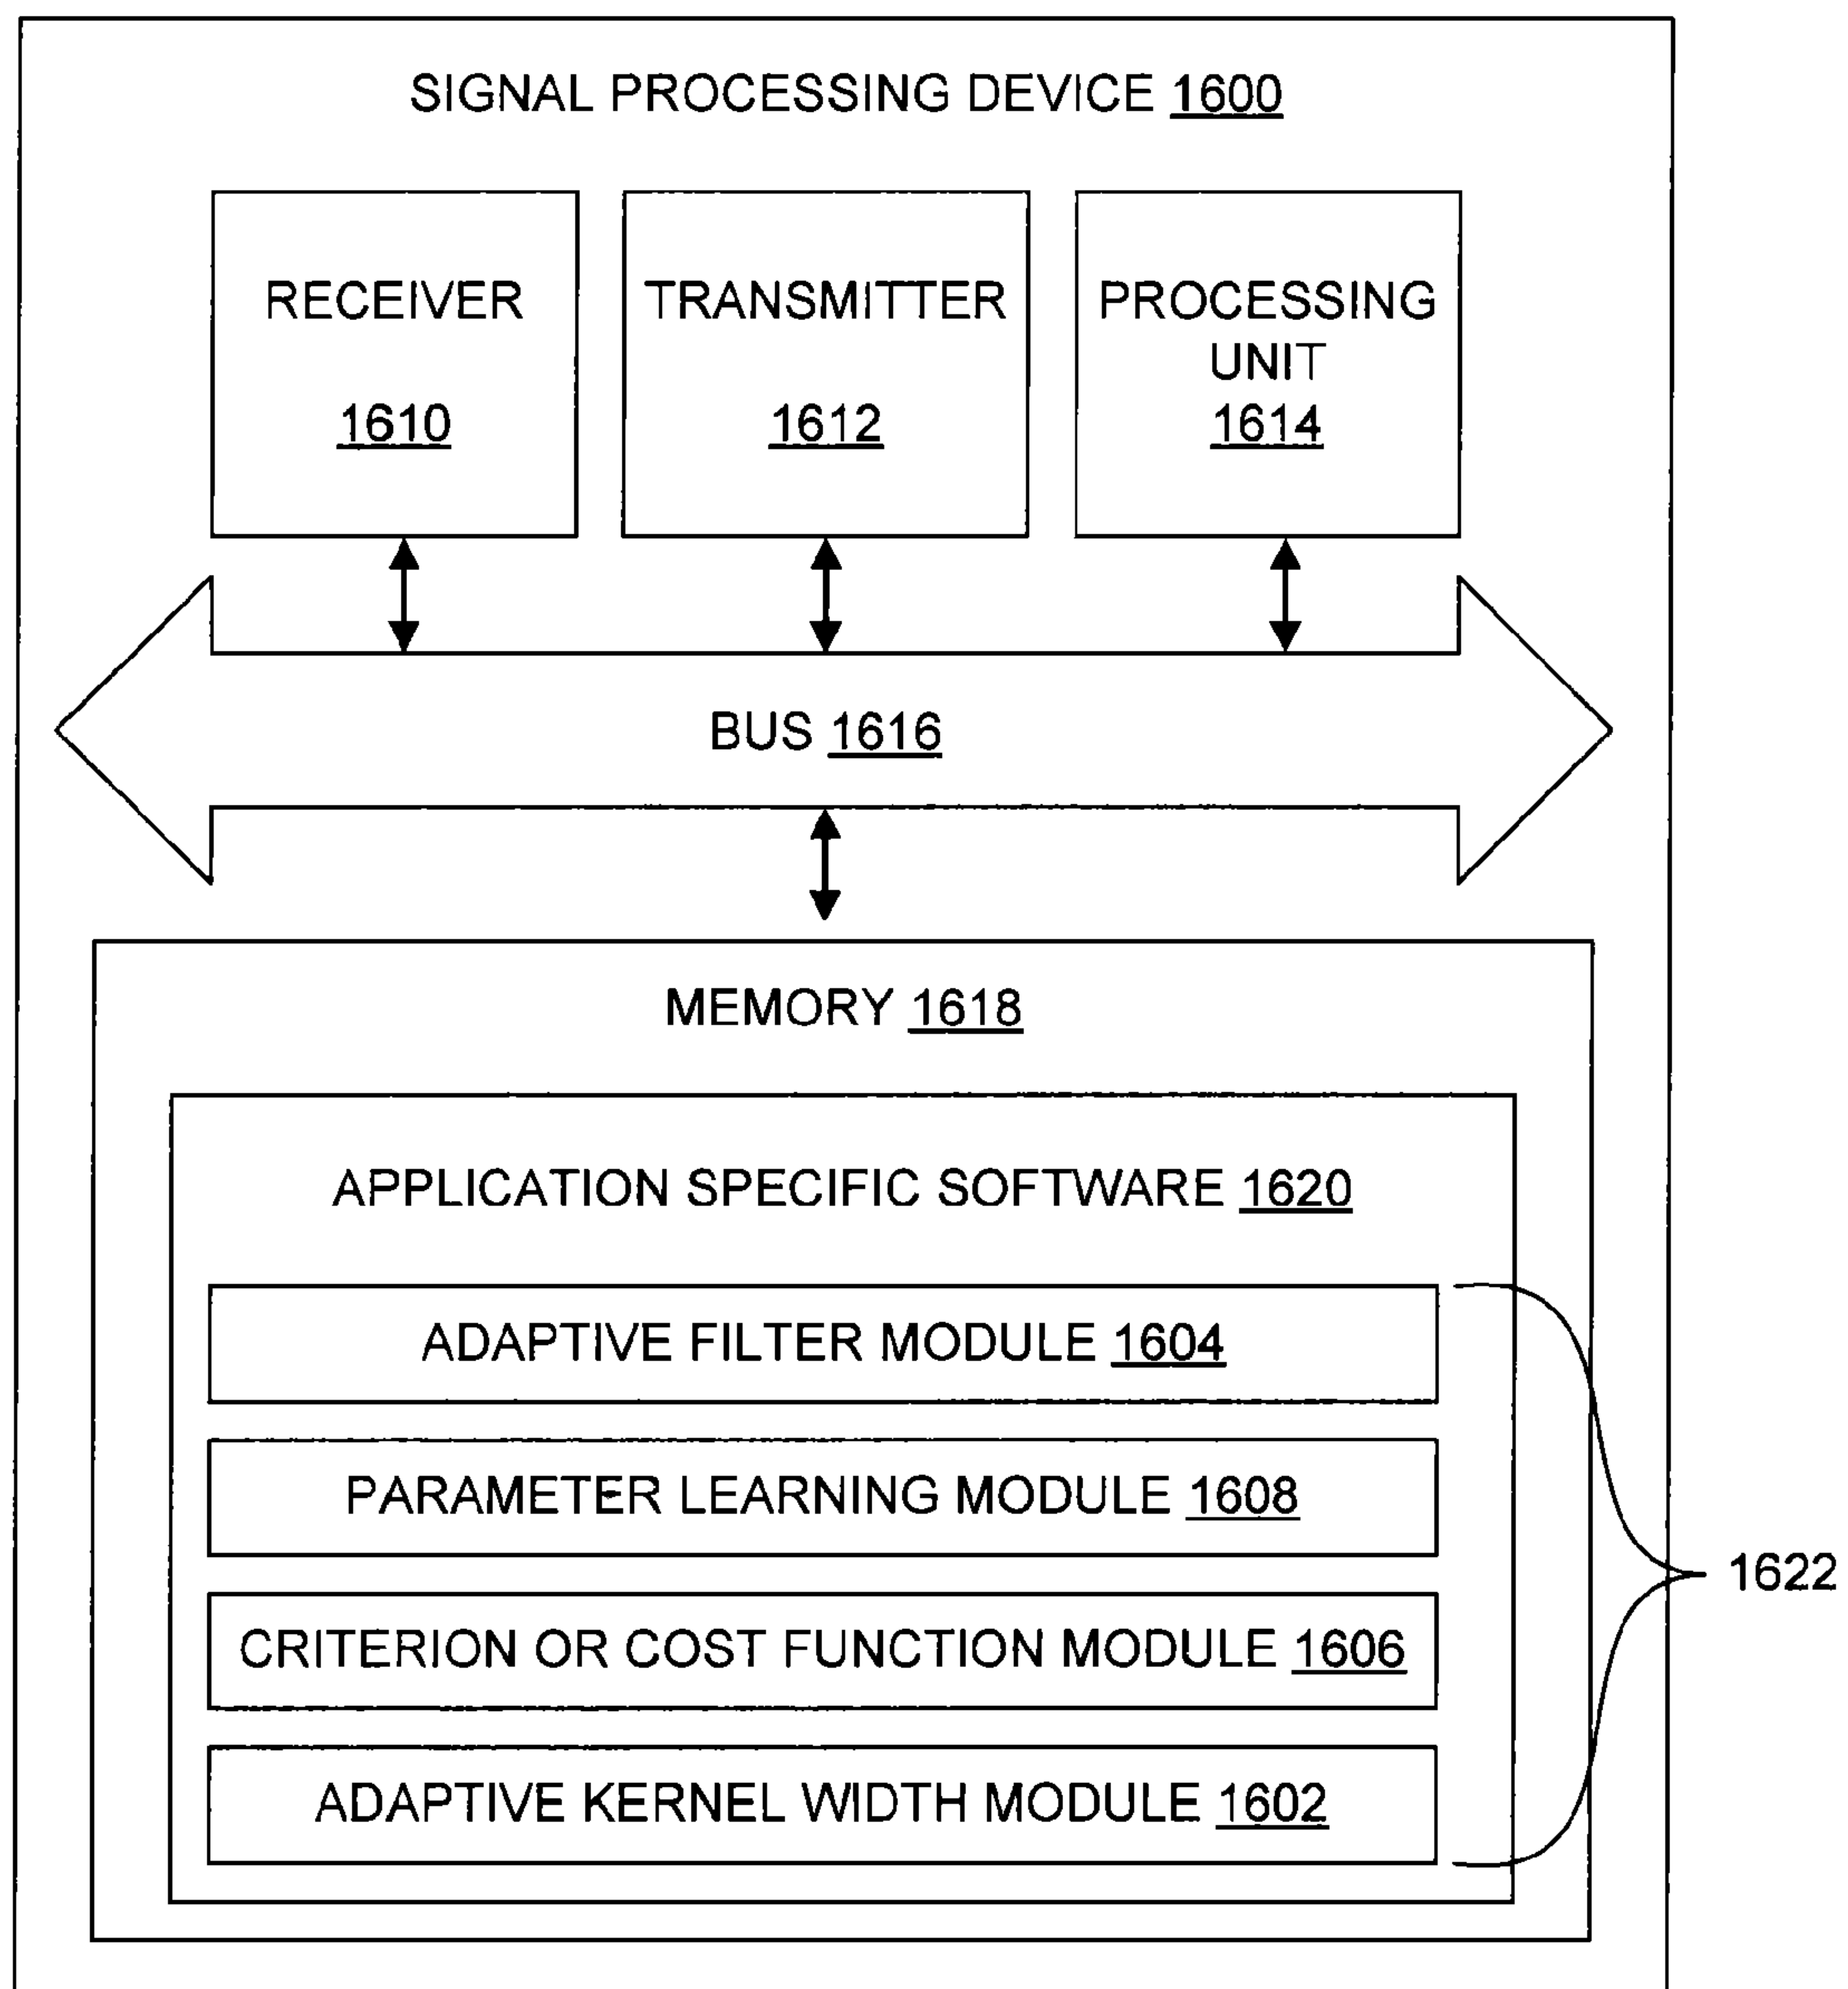 SIGNAL PROCESSING DEVICE 1600
RECEIVER
1610
TRANSMITTER
1612
PROCESSING
UNIT
1614
BUS 1616
MEMORY 1618
APPLICATION SPECIFIC SOFTWARE 1620
ADAPTIVE FILTER MODULE 1604
PARAMETER LEARNING MODULE 1608
CRITERION OR COST FUNCTION MODULE 1606
ADAPTIVE KERNEL WIDTH MODULE 1602
1622